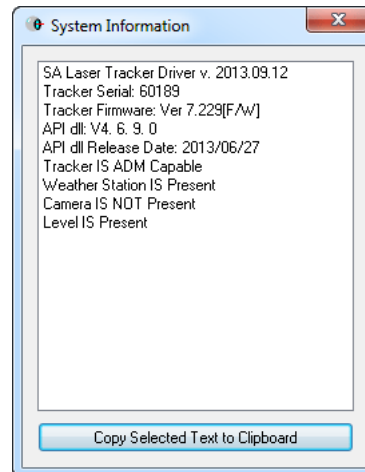 System Information
SA Laser Tracker Driver v. 2013.09.12
Tracker Serial: 60189
Tracker Firmware: Ver 7.229[F/W]
API dll: V4. 6. 9. 0
API dll Release Date: 2013/06/27
Tracker IS ADM Capable
Weather Station IS Present
Camera IS NOT Present
Level IS Present
Copy Selected Text to Clipboard